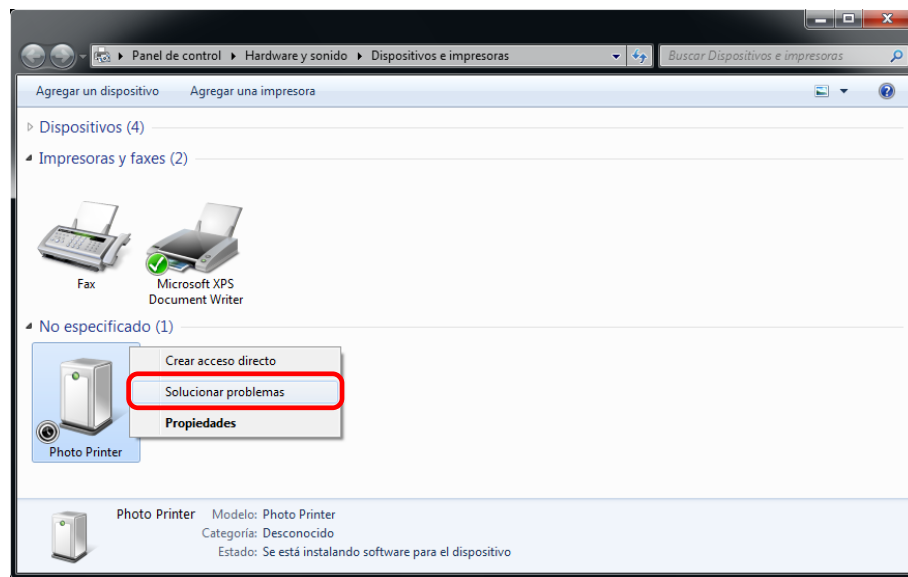 Panel de control ▸ Hardware y sonido ▸ Dispositivos e impresoras
Buscar Dispositivos e impresoras
Agregar un dispositivo Agregar una impresora
Dispositivos (4)
Impresoras y faxes (2)
Fax
Microsoft XPS
Document Writer
No especificado (1)
Crear acceso directo
Solucionar problemas
Propiedades
Photo Printer
Photo Printer Modelo: Photo Printer
Categoría: Desconocido
Estado: Se está instalando software para el dispositivo